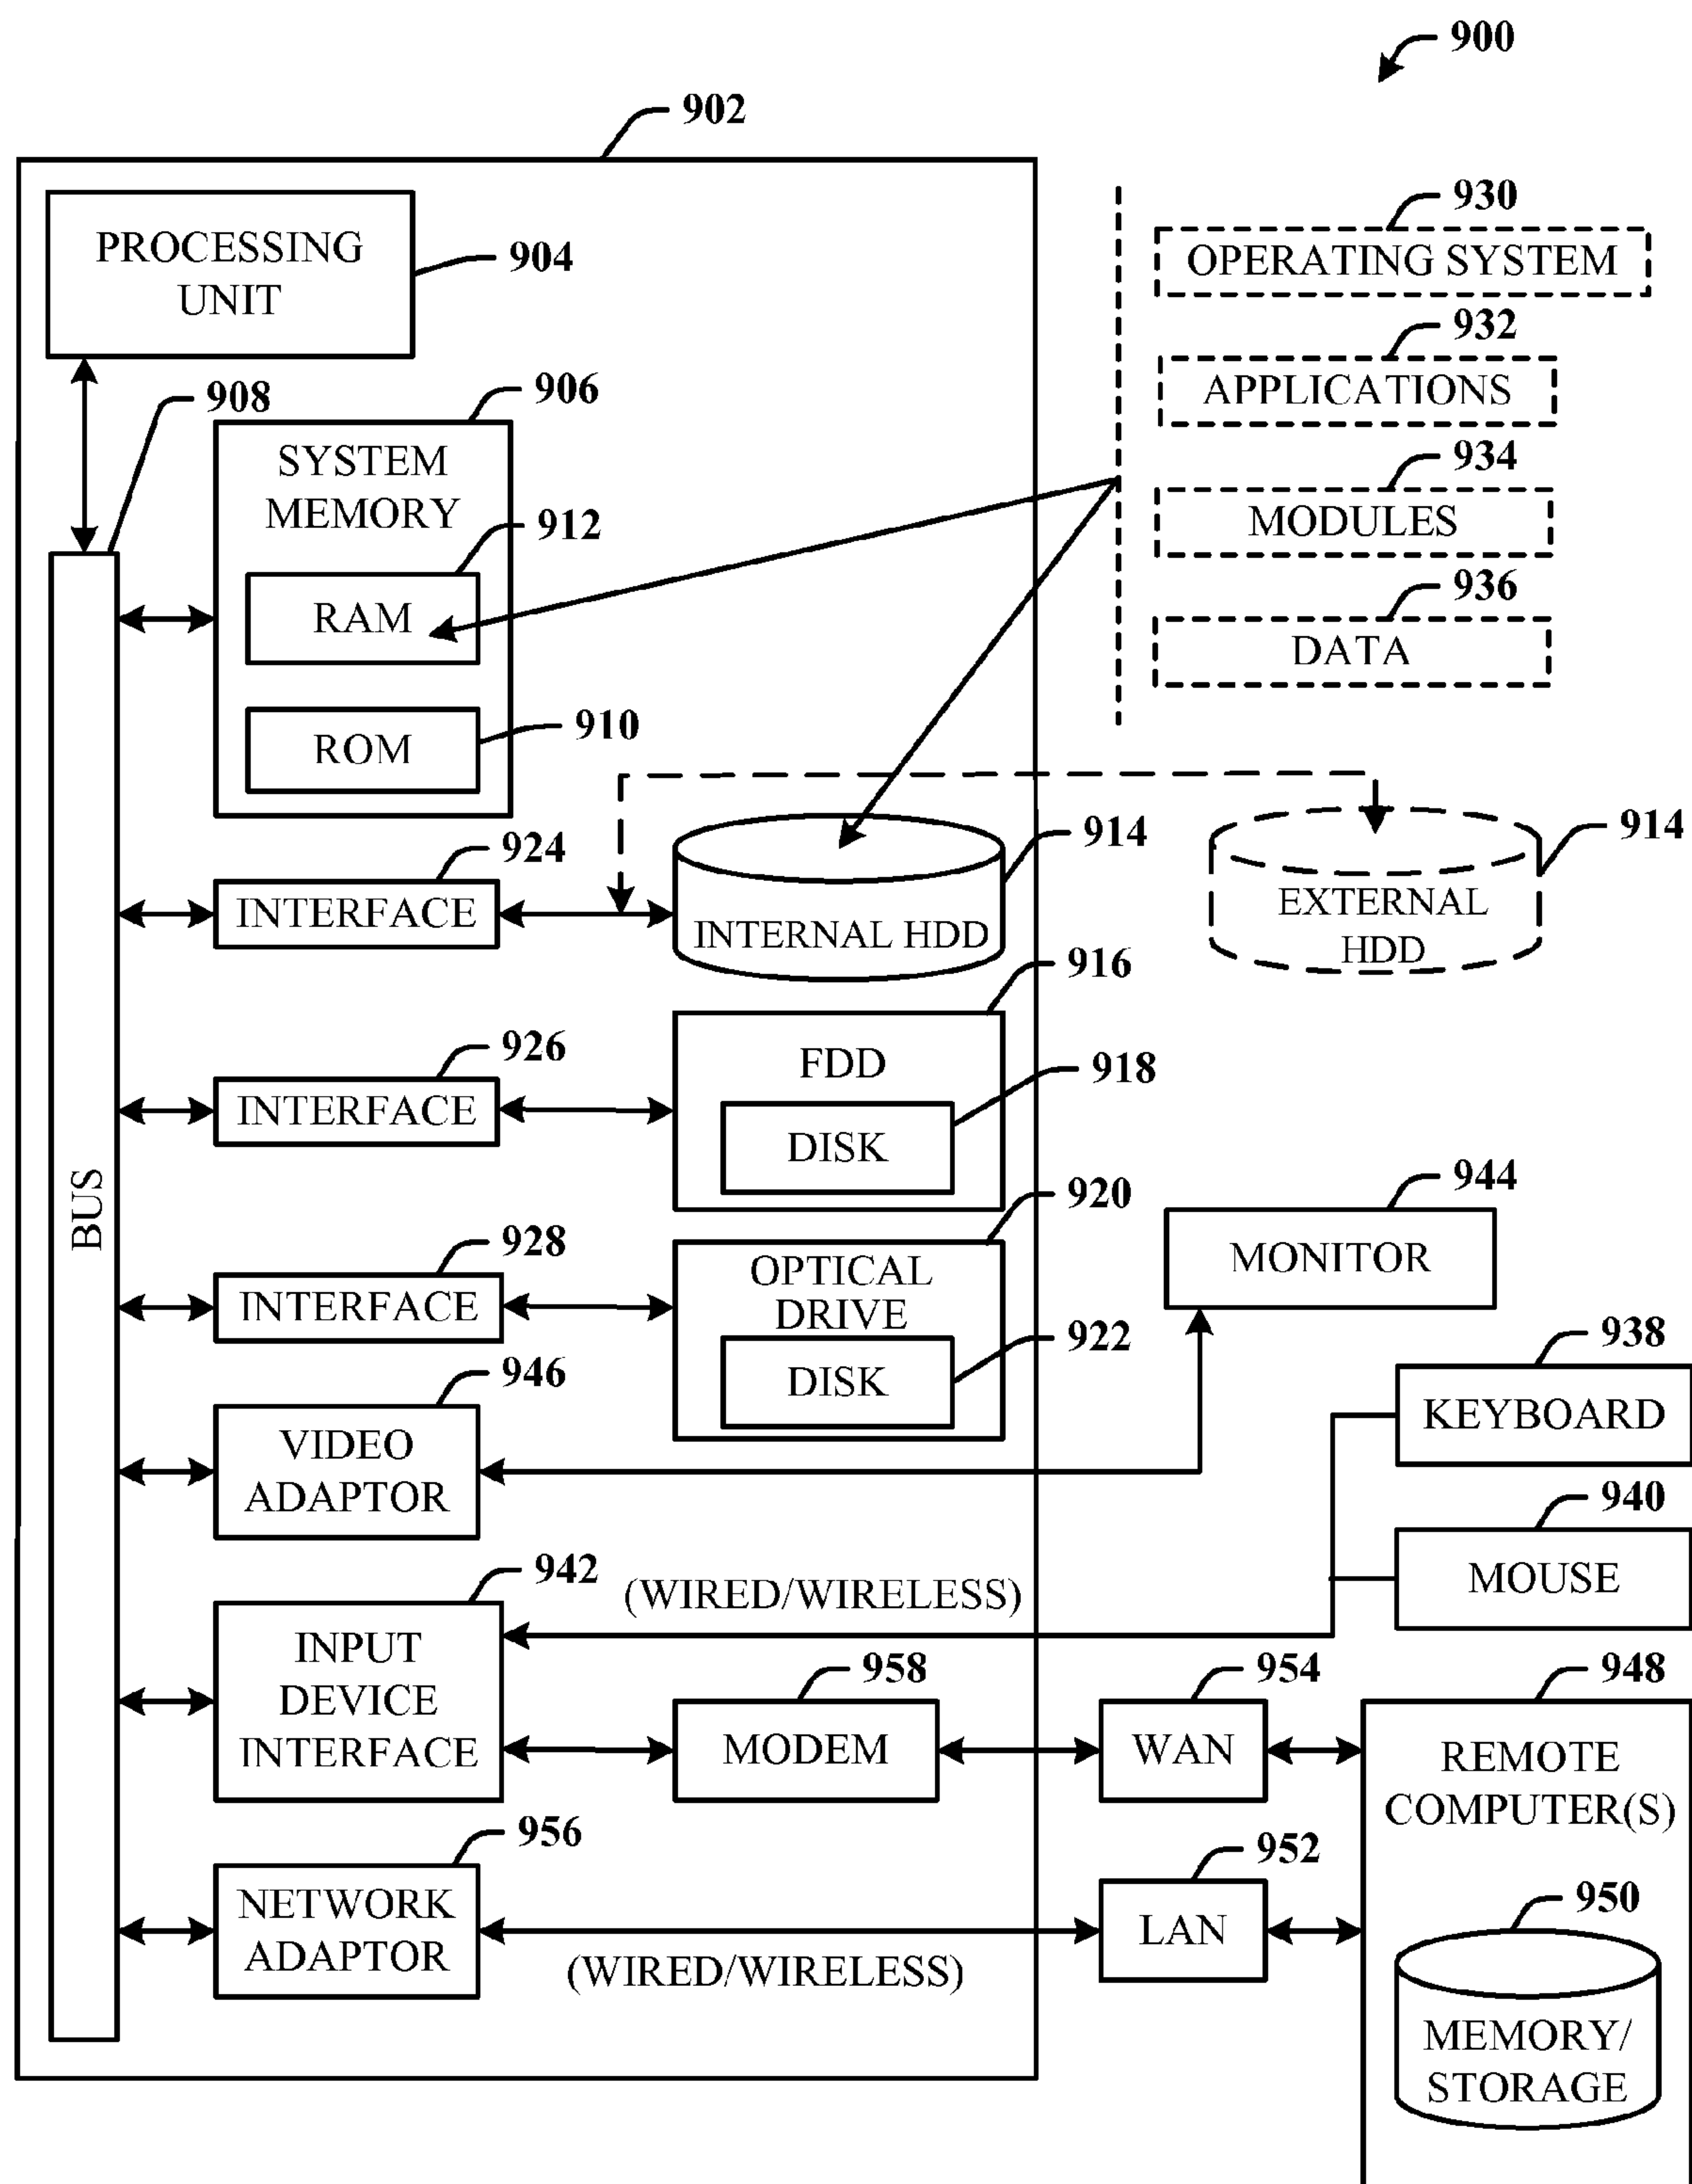 900
902
PROCESSING
UNIT
904
930
OPERATING SYSTEM
932
APPLICATIONS
934
MODULES
936
DATA
908
906
SYSTEM
MEMORY
912
RAM
910
ROM
924
INTERFACE
914
INTERNAL HDD
914
EXTERNAL
HDD
916
926
INTERFACE
FDD
918
DISK
BUS
920
928
INTERFACE
OPTICAL
DRIVE
922
DISK
944
MONITOR
938
KEYBOARD
946
VIDEO
ADAPTOR
940
MOUSE
942
(WIRED/WIRELESS)
INPUT
DEVICE
INTERFACE
958
MODEM
954
WAN
948
REMOTE
COMPUTER(S)
956
NETWORK
ADAPTOR
(WIRED/WIRELESS)
952
LAN
950
MEMORY/
STORAGE